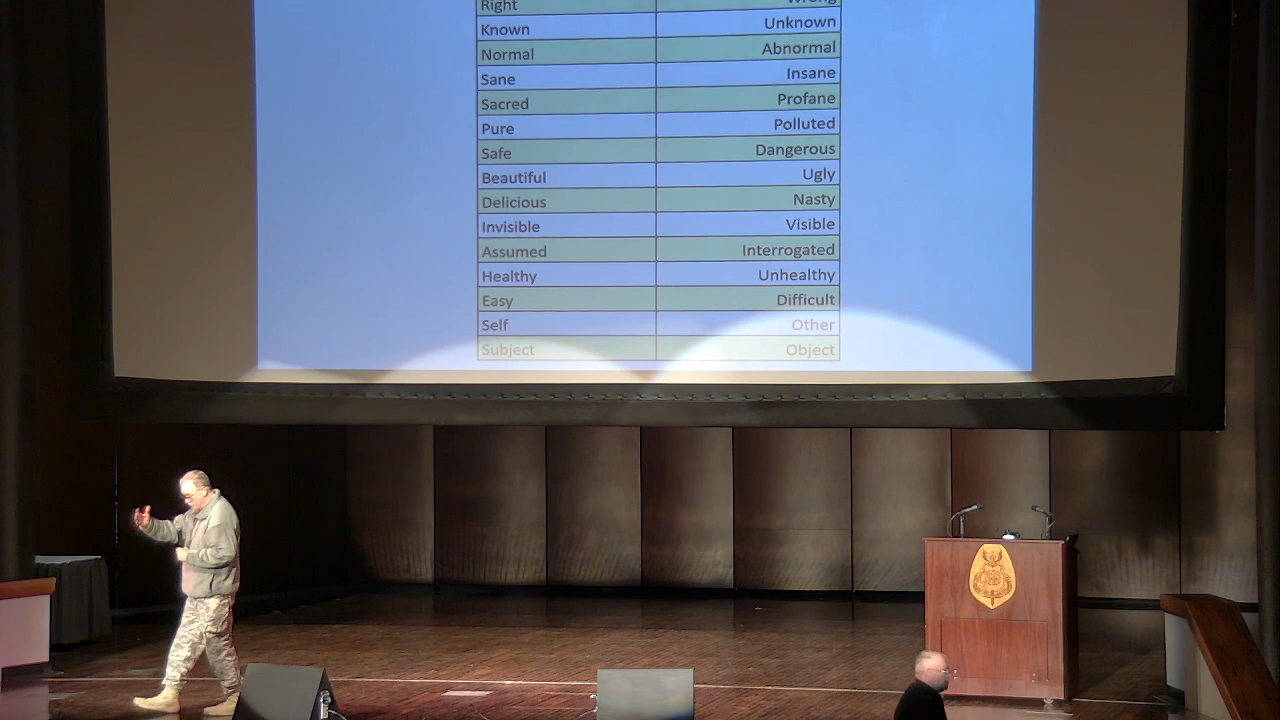 Right Wrong
Known Unknown
Normal Abnormal
Sane Insane
Sacred Profane
Pure Polluted
Safe Dangerous
Beautiful Ugly
Delicious Nasty
Invisible Visible
Assumed Interrogated
Healthy Unhealthy
Easy Difficult
Self Other
Subject Object